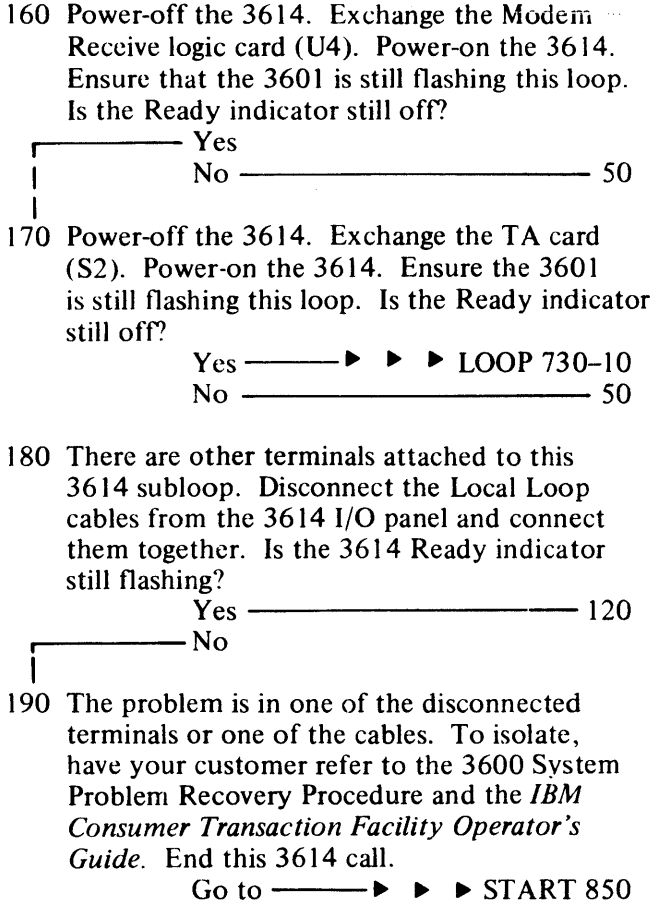 160 Power-off the 3614. Exchange the Modem
Receive logic card (U4). Power-on the 3614.
Ensure that the 3601 is still flashing this loop.
Is the Ready indicator still off?
Yes
No 50
170 Power-off the 3614. Exchange the TA card
(S2). Power-on the 3614. Ensure the 3601
is still flashing this loop. Is the Ready indicator
still off?
Yes ► ► ► LOOP 730–10
No 50
180 There are other terminals attached to this
3614 subloop. Disconnect the Local Loop
cables from the 3614 I/O panel and connect
them together. Is the 3614 Ready indicator
still flashing?
Yes 120
No
190 The problem is in one of the disconnected
terminals or one of the cables. To isolate,
have your customer refer to the 3600 System
Problem Recovery Procedure and the IBM
Consumer Transaction Facility Operator's
Guide. End this 3614 call.
Go to ► ► ► START 850